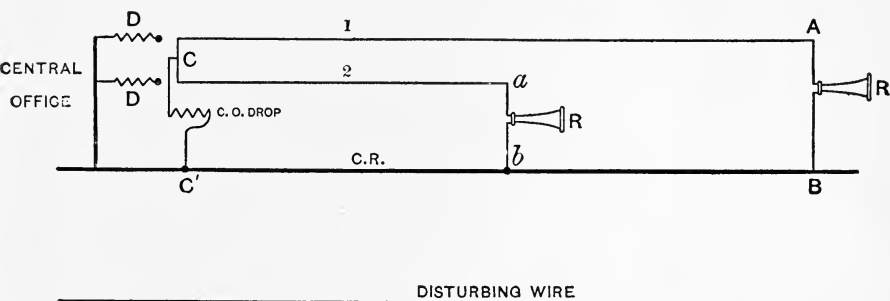 D
1
A
C
CENTRAL
OFFICE
D
2
a
R
C. O. DROP
R
C.R.
b
C'
B
DISTURBING WIRE